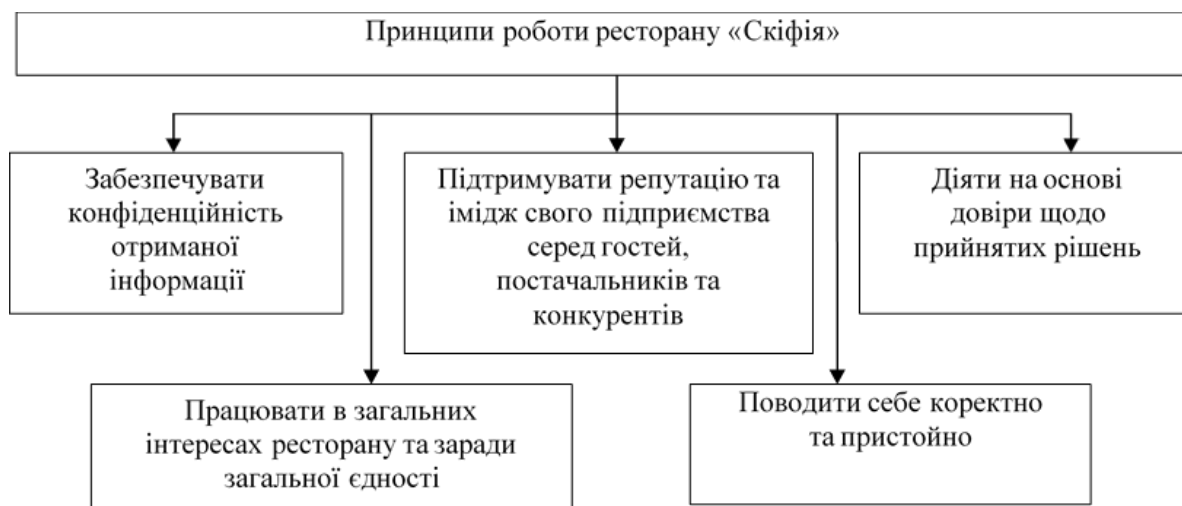 Принципи роботи ресторану «Скіфія»
Забезпечувати
конфіденційність
отриманої
інформації
Підтримувати репутацію та
імідж свого підприємства
серед гостей,
постачальників та
конкурентів
Діяти на основі
довіри щодо
прийнятих рішень
Працювати в загальних
інтересах ресторану та заради
загальної єдності
Поводити себе коректно
та пристойно